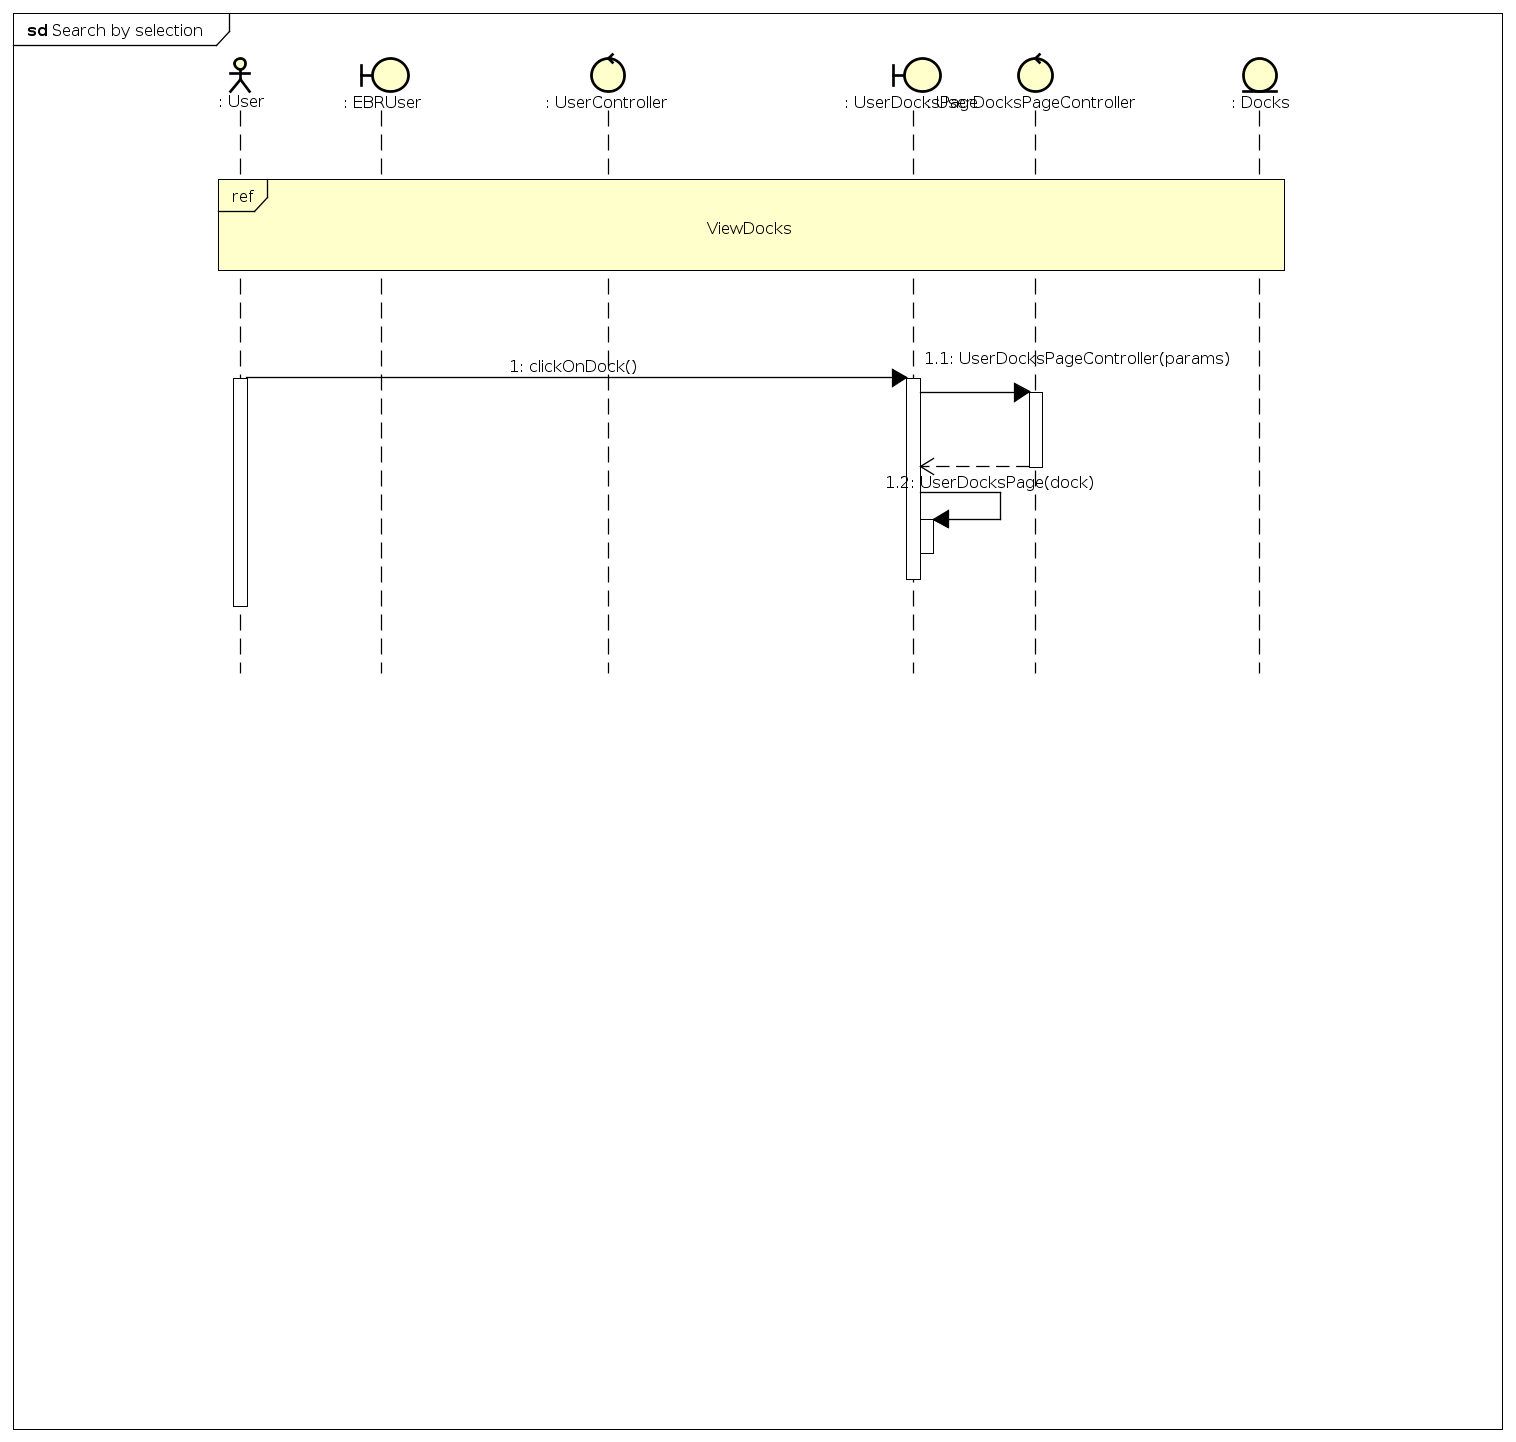 sd Search by selection
: User
: EBRUser
: UserController
: UserDocksPage
: UserDocksPageController
: Docks
ref
ViewDocks
1: clickOnDock()
1.1: UserDocksPageController(params)
1.2: UserDocksPage(dock)